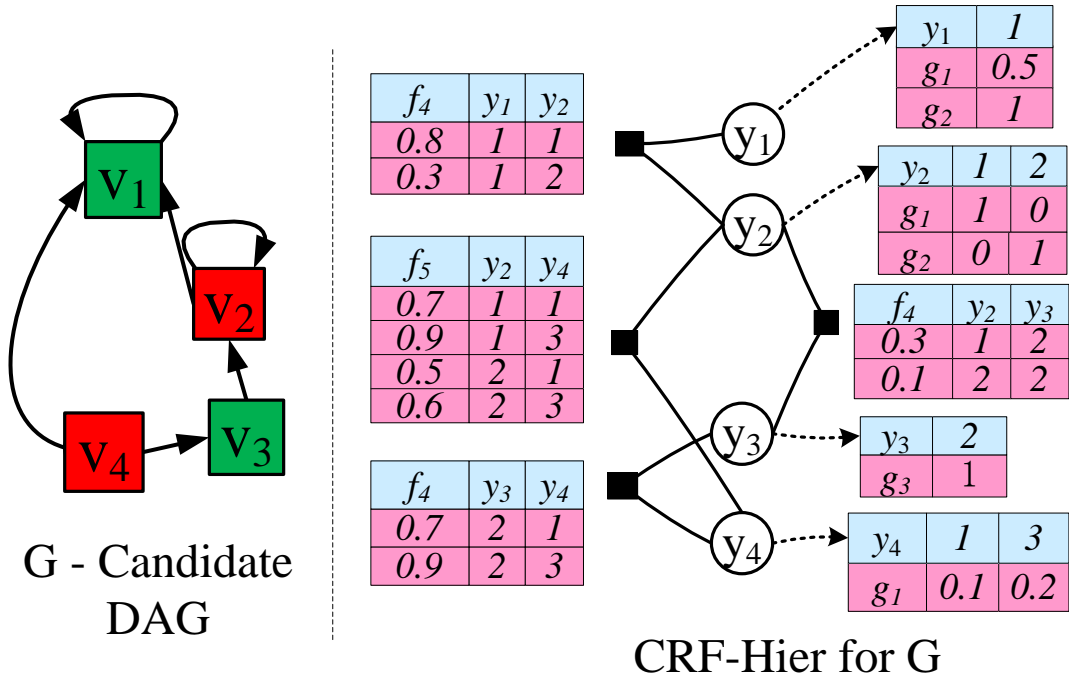 v1
v2
v3
v4
G - Candidate
DAG
f4 y1 y2
0.8 1 1
0.3 1 2
f5 y2 y4
0.7 1 1
0.9 1 3
0.5 2 1
0.6 2 3
f4 y3 y4
0.7 2 1
0.9 2 3
y1
y2
y3
y4
y1 1
g1 0.5
g2 1
y2 1 2
g1 1 0
g2 0 1
f4 y2 y3
0.3 1 2
0.1 2 2
y3 2
g3 1
y4 1 3
g1 0.1 0.2
CRF-Hier for G